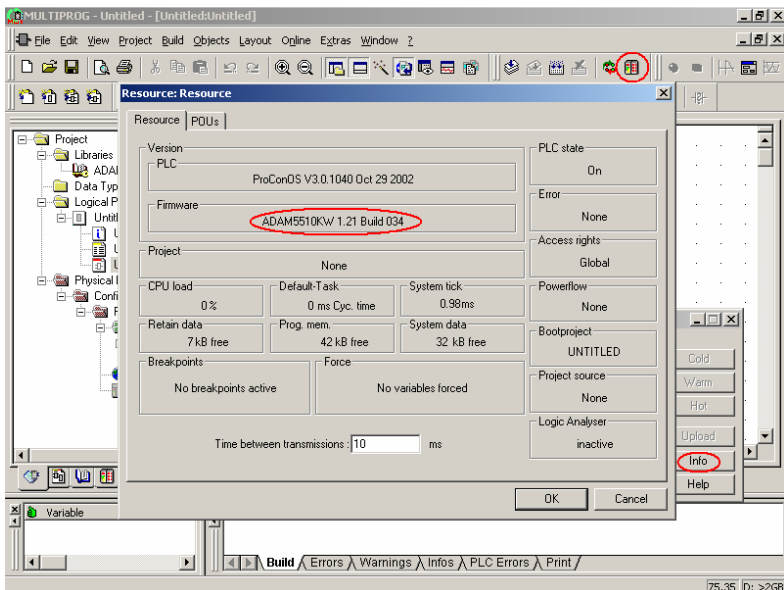 MULTIPROG - Untitled - [Untitled:Untitled]
File Edit View Project Build Objects Layout Online Extras Window ?
Resource: Resource
Resource POUs
Project
Libraries
ADA
Data Typ
Logical P
Untitl
Physical
Confi
Version
PLC
ProConOS V3.0.1040 Oct 29 2002
Firmware
ADAM5510KW 1.21 Build 034
Project
None
CPU load
0 %
Default-Task
0 ms Cyc. time
System tick
0.98ms
Retain data
7 kB free
Prog. mem.
42 kB free
System data
32 kB free
Breakpoints
No breakpoints active
Force
No variables forced
Time between transmissions : 10 ms
PLC state
On
Error
None
Access rights
Global
Powerflow
None
Bootproject
UNTITLED
Project source
None
Logic Analyser
inactive
OK Cancel
Cold
Warm
Hot
Upload
Info
Help
Variable
Build Errors Warnings Infos PLC Errors Print
75,35 D: >2GB